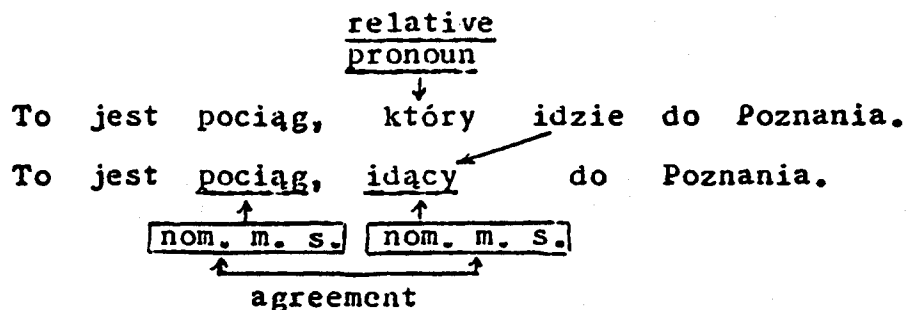 relative
pronoun
To jest pociąg, który idzie do Poznania.
To jest pociąg, idący do Poznania.
nom. m. s. nom. m. s.
agreement